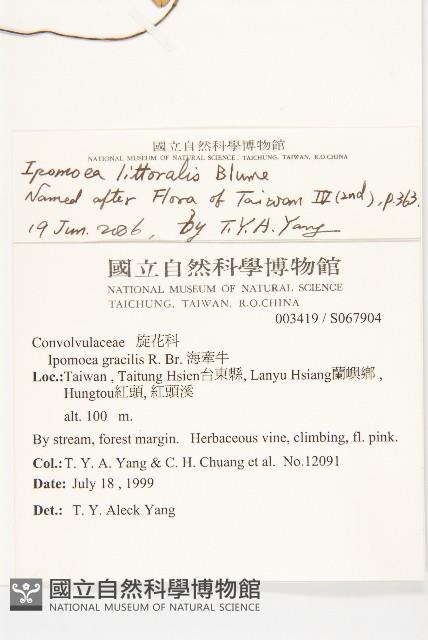 國立自然科學博物館
NATIONAL MUSEUM OF NATURAL SCIENCE, TAICHUNG, TAIWAN, R.O.CHINA
Ipomoea littoralis Blume
Named after Flora of Taiwan IV (2nd), p.363.
19 Jun. 2006, by T.Y.A. Yang
國立自然科學博物館
NATIONAL MUSEUM OF NATURAL SCIENCE
TAICHUNG, TAIWAN, R.O.CHINA
003419 / S067904
Convolvulaceae 旋花科
Ipomoea gracilis R. Br. 海牽牛
Loc.:Taiwan , Taitung Hsien台東縣, Lanyu Hsiang蘭嶼鄉 ,
Hungtou紅頭, 紅頭溪
alt. 100 m.
By stream, forest margin. Herbaceous vine, climbing, fl. pink.
Col.: T. Y. A. Yang & C. H. Chuang et al. No.12091
Date: July 18 , 1999
Det.: T. Y. Aleck Yang
國立自然科學博物館
NATIONAL MUSEUM OF NATURAL SCIENCE